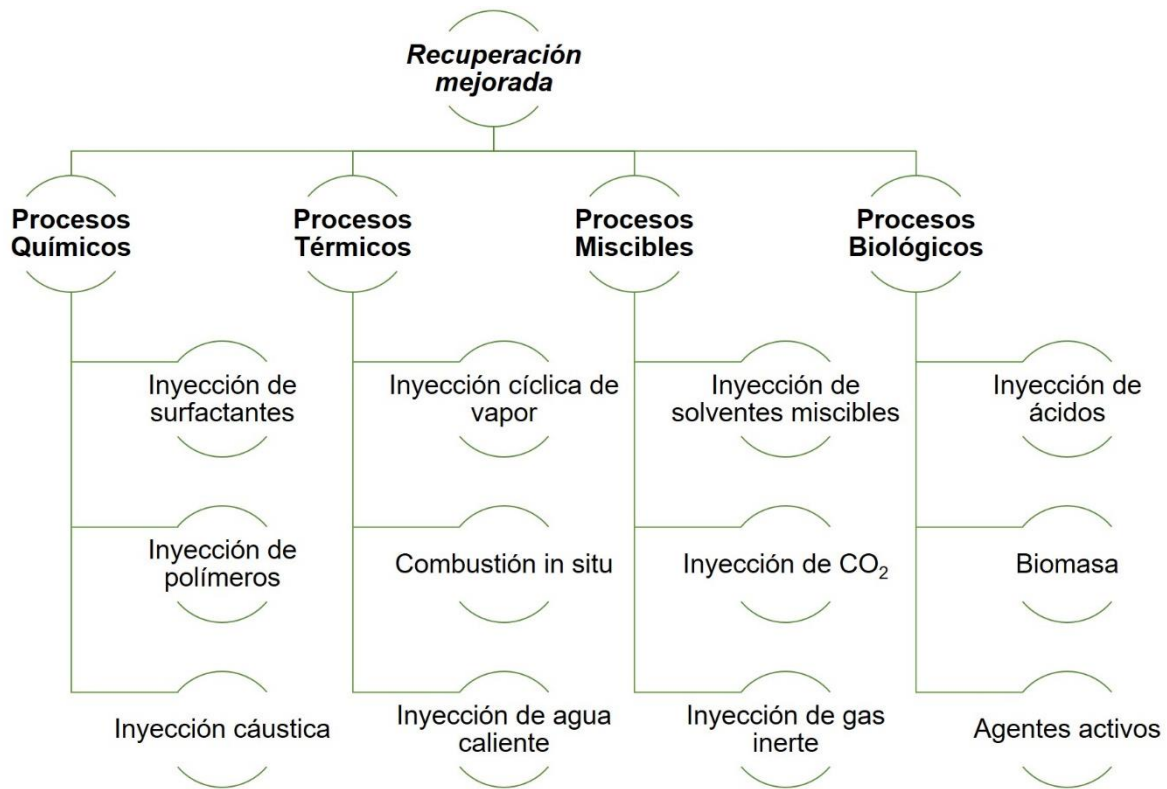 Recuperación
mejorada
Procesos
Químicos
Procesos
Térmicos
Procesos
Miscibles
Procesos
Biológicos
Inyección de
surfactantes
Inyección cíclica de
vapor
Inyección de
solventes miscibles
Inyección de
ácidos
Inyección de
polímeros
Combustión in situ
Inyección de CO₂
Biomasa
Inyección cáustica
Inyección de agua
caliente
Inyección de gas
inerte
Agentes activos